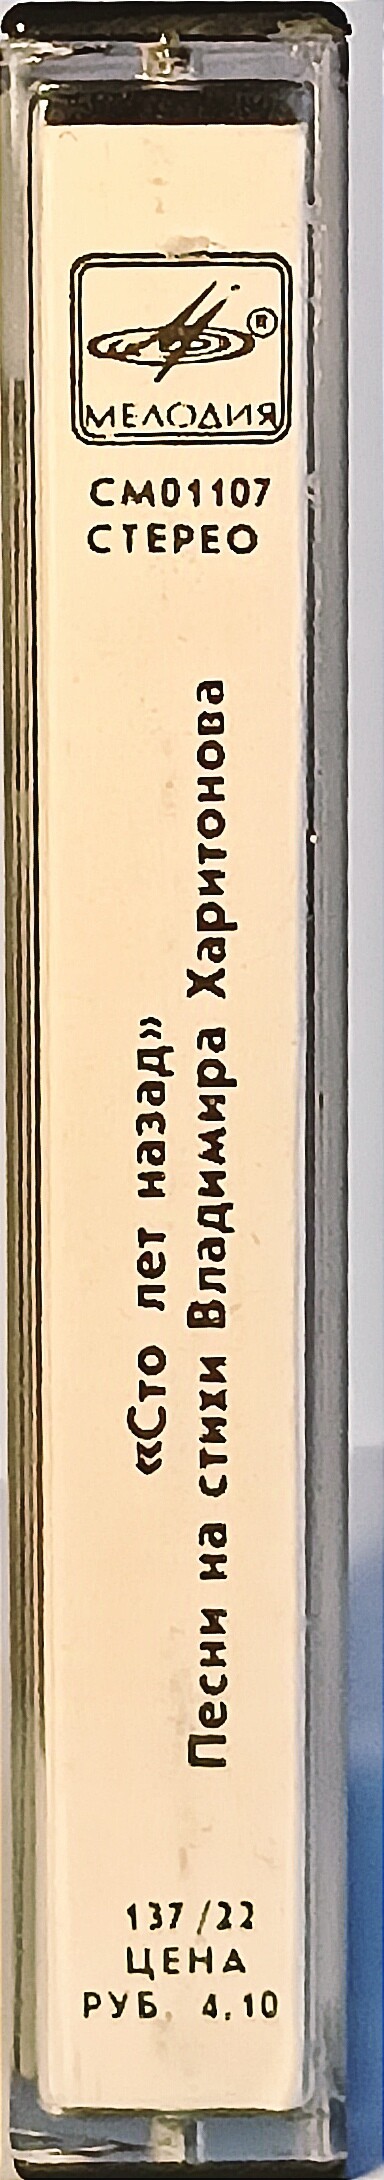 ®
МЕЛОДИЯ
СМ01107
СТЕРЕО
«Сто лет назад»
Песни на стихи Владимира Харитонова
137/22
ЦЕНА
РУБ. 4.10